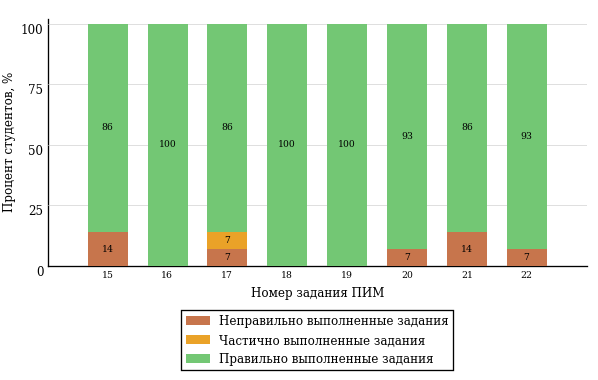 Процент студентов, %
100
75
50
25
0
86 100 86 100 100 93 86 93
14 7 7 7 14 7
15 16 17 18 19 20 21 22
Номер задания ПИМ
Неправильно выполненные задания
Частично выполненные задания
Правильно выполненные задания